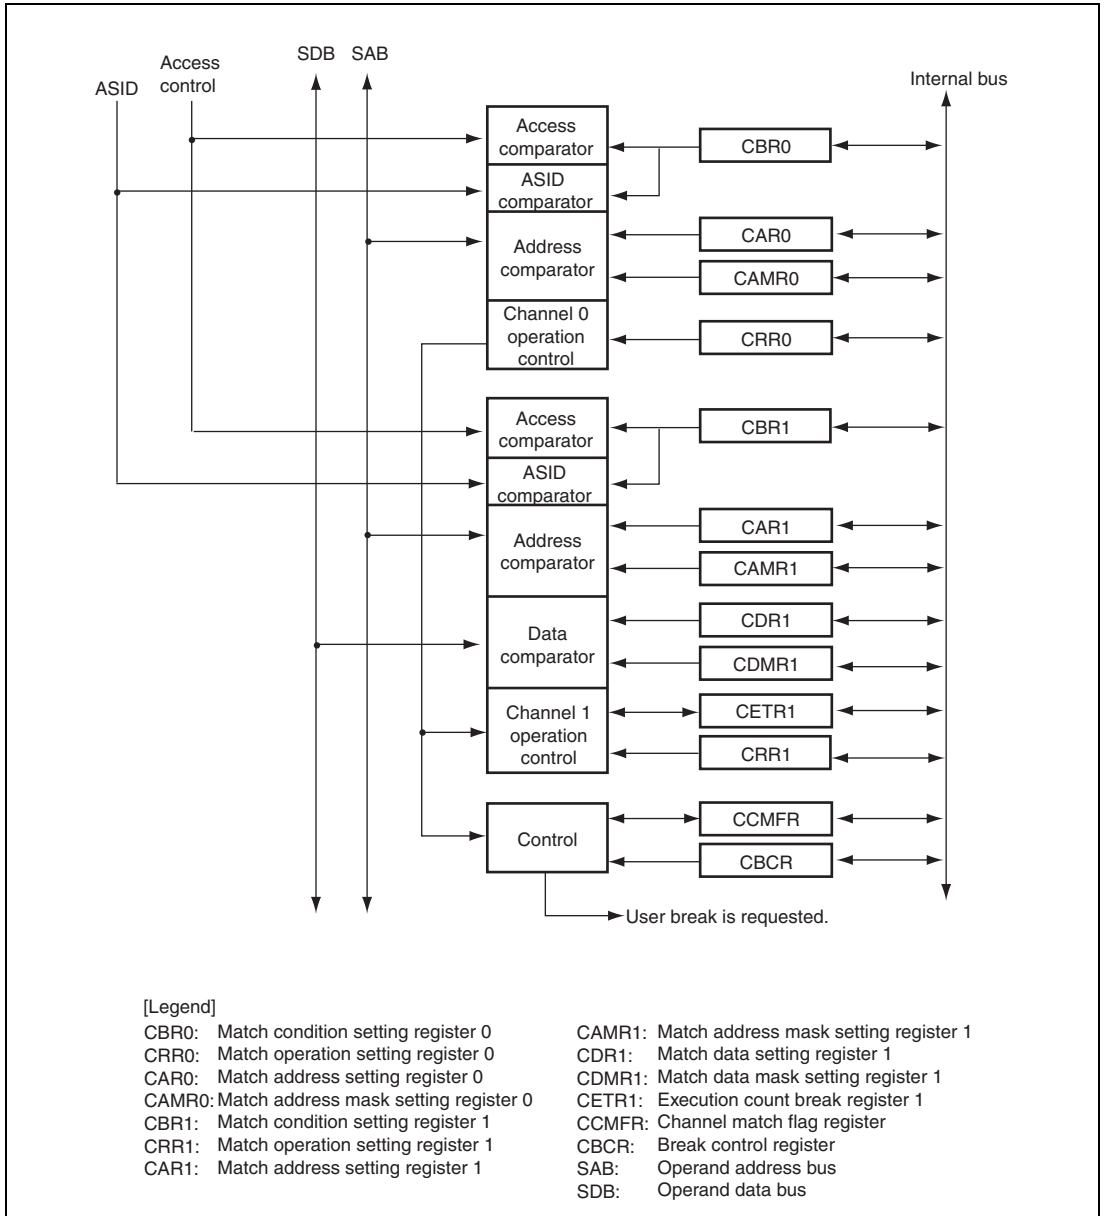 ASID
Access
control
SDB
SAB
Internal bus
Access
comparator
CBR0
ASID
comparator
Address
comparator
CAR0
CAMR0
Channel 0
operation
control
CRR0
Access
comparator
CBR1
ASID
comparator
Address
comparator
CAR1
CAMR1
Data
comparator
CDR1
CDMR1
Channel 1
operation
control
CETR1
CRR1
Control
CCMFR
CBCR
User break is requested.
[Legend]
CBR0: Match condition setting register 0
CRR0: Match operation setting register 0
CAR0: Match address setting register 0
CAMR0: Match address mask setting register 0
CBR1: Match condition setting register 1
CRR1: Match operation setting register 1
CAR1: Match address setting register 1
CAMR1: Match address mask setting register 1
CDR1: Match data setting register 1
CDMR1: Match data mask setting register 1
CETR1: Execution count break register 1
CCMFR: Channel match flag register
CBCR: Break control register
SAB: Operand address bus
SDB: Operand data bus